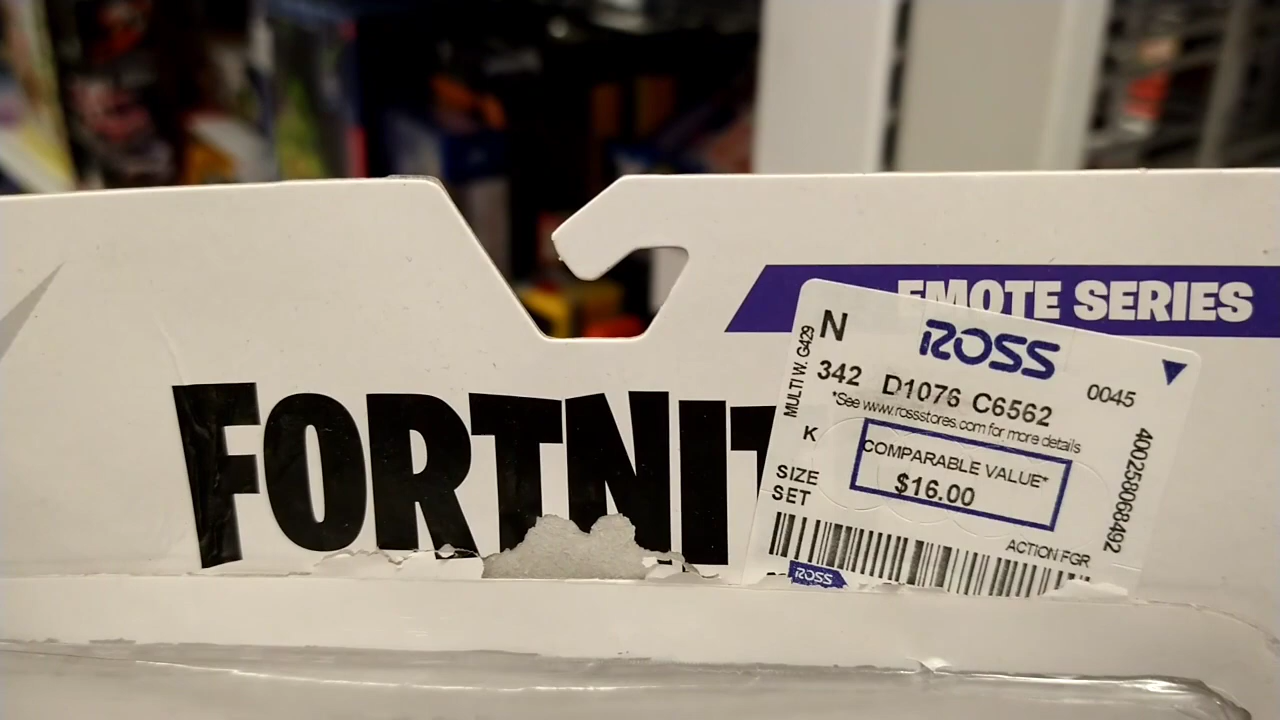 EMOTE SERIES
FORTNIT
N ROSS
342 D1076 C6562 0045
*See www.rossstores.com for more details
MULTI W. G429
K
COMPARABLE VALUE*
$16.00
SIZE
SET
400258068492
ACTION FGR
ROSS